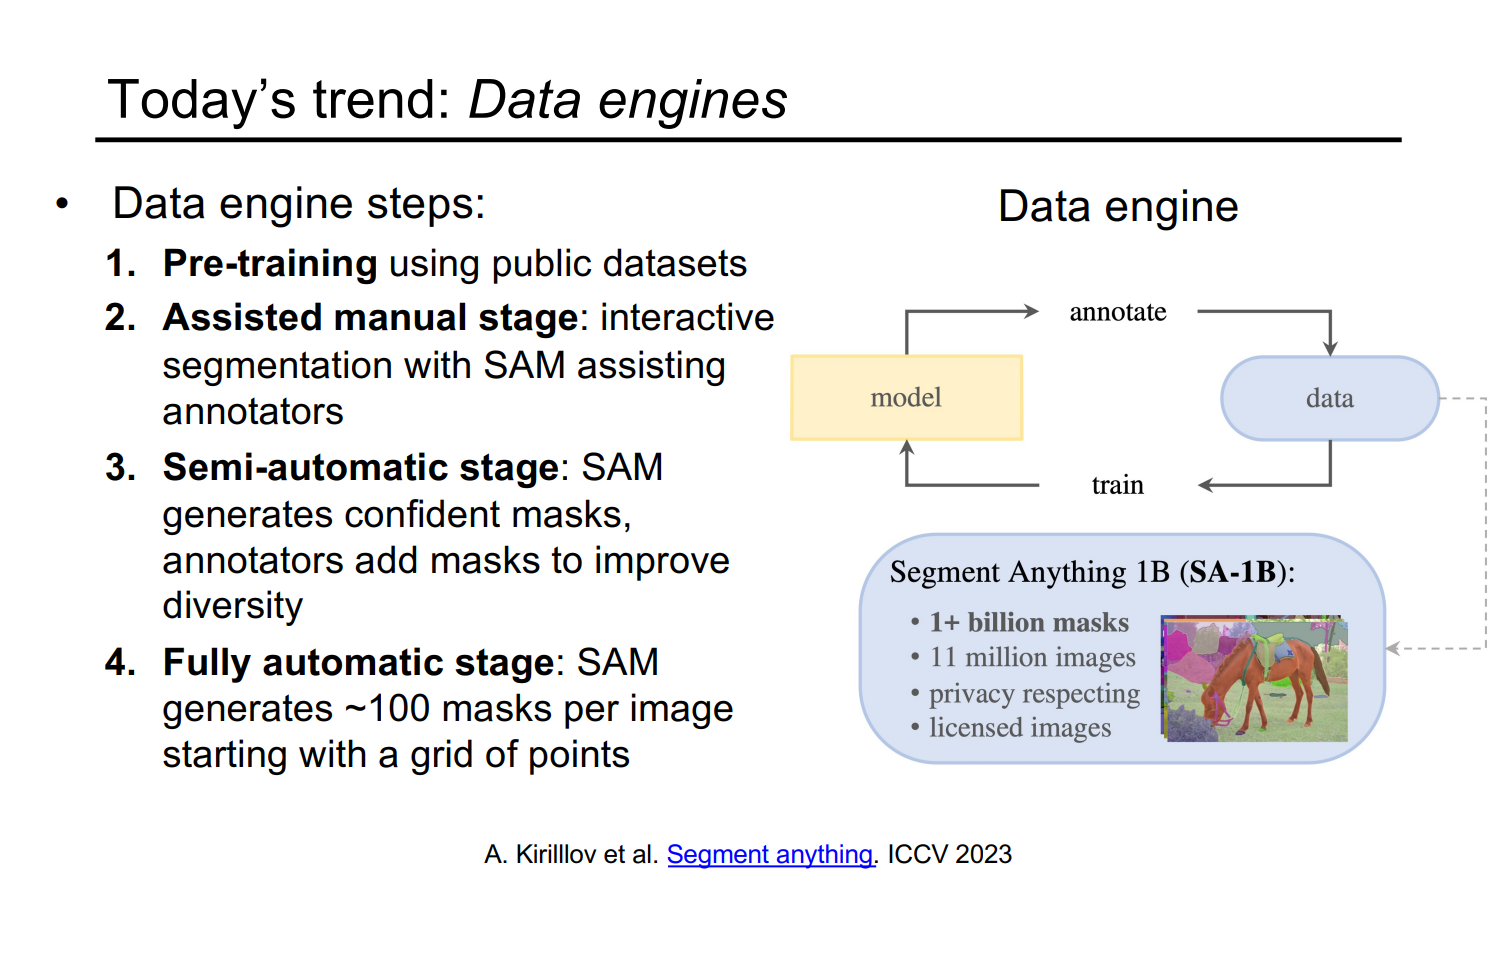 Today's trend: Data engines
• Data engine steps:
1. Pre-training using public datasets
2. Assisted manual stage: interactive
segmentation with SAM assisting
annotators
3. Semi-automatic stage: SAM
generates confident masks,
annotators add masks to improve
diversity
4. Fully automatic stage: SAM
generates ~100 masks per image
starting with a grid of points
Data engine
annotate
model
data
train
Segment Anything 1B (SA-1B):
• 1+ billion masks
• 11 million images
• privacy respecting
• licensed images
A. Kirilllov et al. Segment anything. ICCV 2023